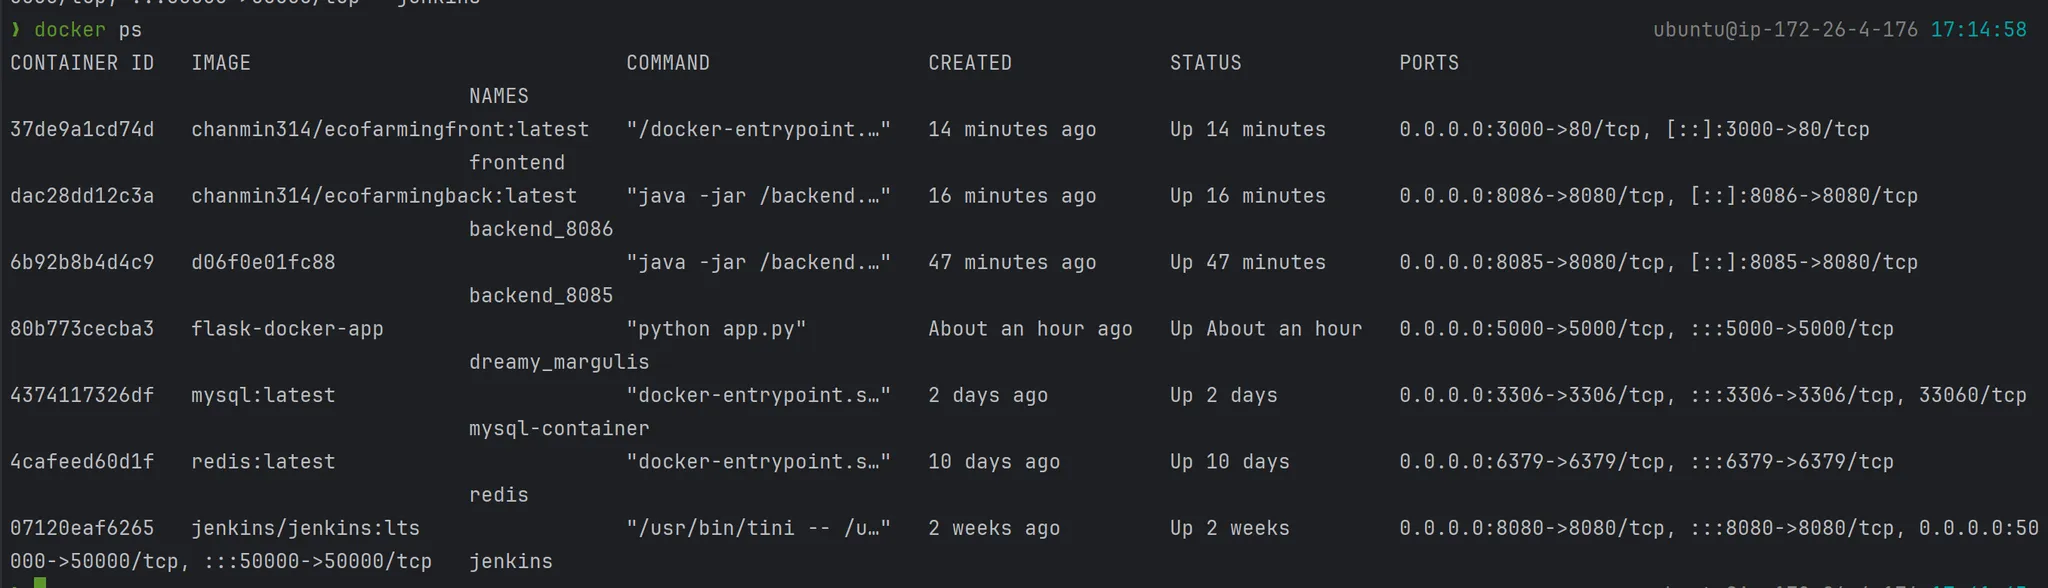 ❯ docker ps ubuntu@ip-172-26-4-176 17:14:58
CONTAINER ID IMAGE COMMAND CREATED STATUS PORTS
NAMES
37de9a1cd74d chanmin314/ecofarmingfront:latest "/docker-entrypoint.…" 14 minutes ago Up 14 minutes 0.0.0.0:3000->80/tcp, [::]:3000->80/tcp
frontend
dac28dd12c3a chanmin314/ecofarmingback:latest "java -jar /backend.…" 16 minutes ago Up 16 minutes 0.0.0.0:8086->8080/tcp, [::]:8086->8080/tcp
backend_8086
6b92b8b4d4c9 d06f0e01fc88 "java -jar /backend.…" 47 minutes ago Up 47 minutes 0.0.0.0:8085->8080/tcp, [::]:8085->8080/tcp
backend_8085
80b773cecba3 flask-docker-app "python app.py" About an hour ago Up About an hour 0.0.0.0:5000->5000/tcp, :::5000->5000/tcp
dreamy_margulis
4374117326df mysql:latest "docker-entrypoint.s…" 2 days ago Up 2 days 0.0.0.0:3306->3306/tcp, :::3306->3306/tcp, 33060/tcp
mysql-container
4cafeed60d1f redis:latest "docker-entrypoint.s…" 10 days ago Up 10 days 0.0.0.0:6379->6379/tcp, :::6379->6379/tcp
redis
07120eaf6265 jenkins/jenkins:lts "/usr/bin/tini -- /u…" 2 weeks ago Up 2 weeks 0.0.0.0:8080->8080/tcp, :::8080->8080/tcp, 0.0.0.0:50
000->50000/tcp, :::50000->50000/tcp jenkins